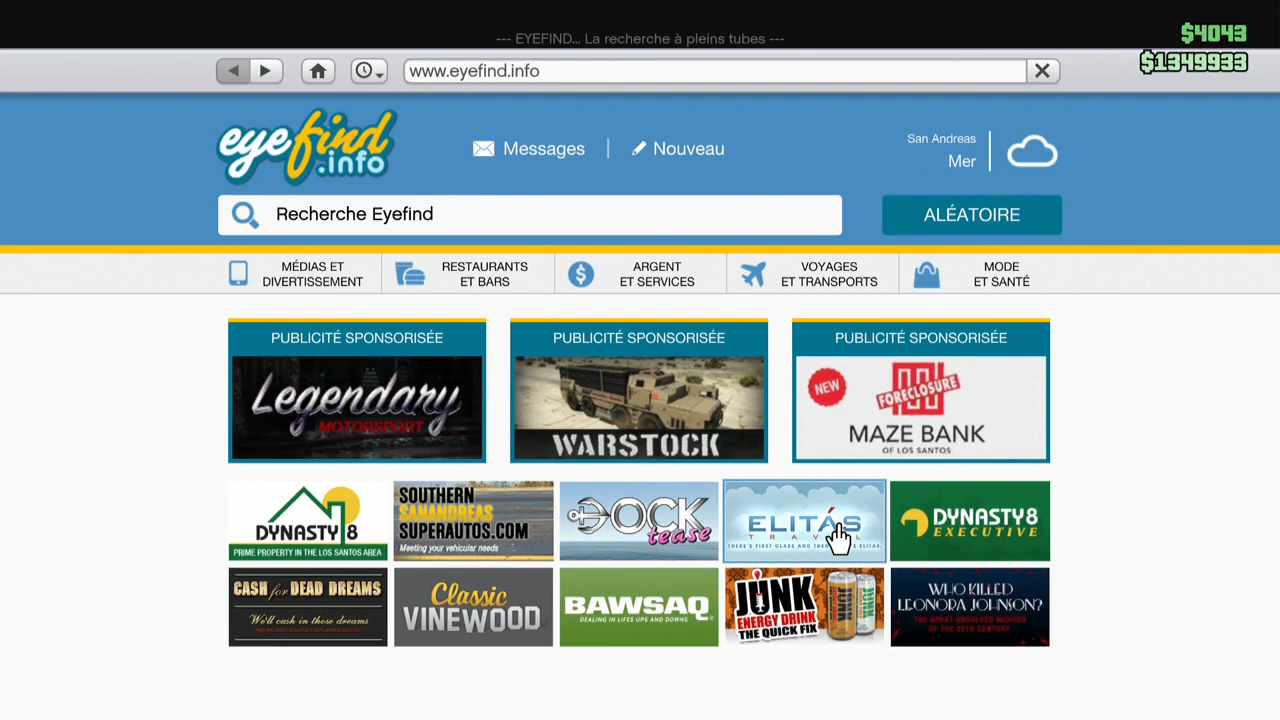 --- EYEFIND... La recherche à pleins tubes ---
$4043
$1349933
www.eyefind.info
eyefind
.info
Messages
Nouveau
San Andreas
Mer
Recherche Eyefind
ALÉATOIRE
MÉDIAS ET
DIVERTISSEMENT
RESTAURANTS
ET BARS
ARGENT
ET SERVICES
VOYAGES
ET TRANSPORTS
MODE
ET SANTÉ
PUBLICITÉ SPONSORISÉE
Legendary
MOTORSPORT
PUBLICITÉ SPONSORISÉE
WARSTOCK
PUBLICITÉ SPONSORISÉE
NEW
FORECLOSURE
MAZE BANK
OF LOS SANTOS
DYNASTY 8
PRIME PROPERTY IN THE LOS SANTOS AREA
SOUTHERN
SANANDREAS
SUPERAUTOS.COM
Meeting your vehicular needs
DOCK
tease
ELITÁS
TRAVEL
THERE'S FIRST CLASS AND
DYNASTY 8
EXECUTIVE
CASH for DEAD DREAMS
We'll cash in those dreams
Classic
VINEWOOD
BAWSAQ
DEALING IN LIFES UPS AND DOWNS
JUNK
ENERGY DRINK
THE QUICK FIX
WHO KILLED
LEONORA JOHNSON?
THE GREAT UNSOLVED MURDER
OF THE 20TH CENTURY